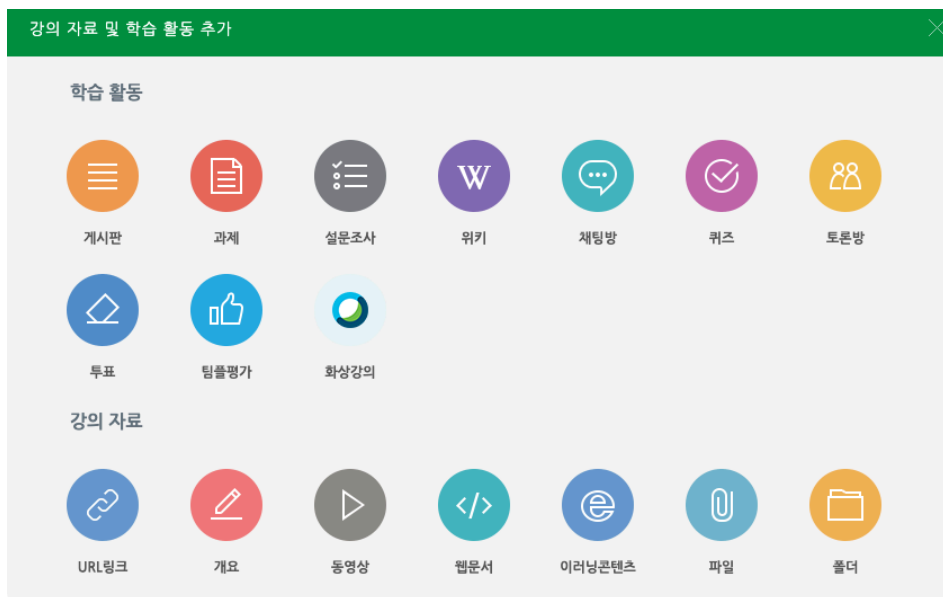 강의 자료 및 학습 활동 추가
학습 활동
게시판 과제 설문조사 위키 채팅방 퀴즈 토론방
투표 팀플평가 화상강의
강의 자료
URL링크 개요 동영상 웹문서 이러닝콘텐츠 파일 폴더